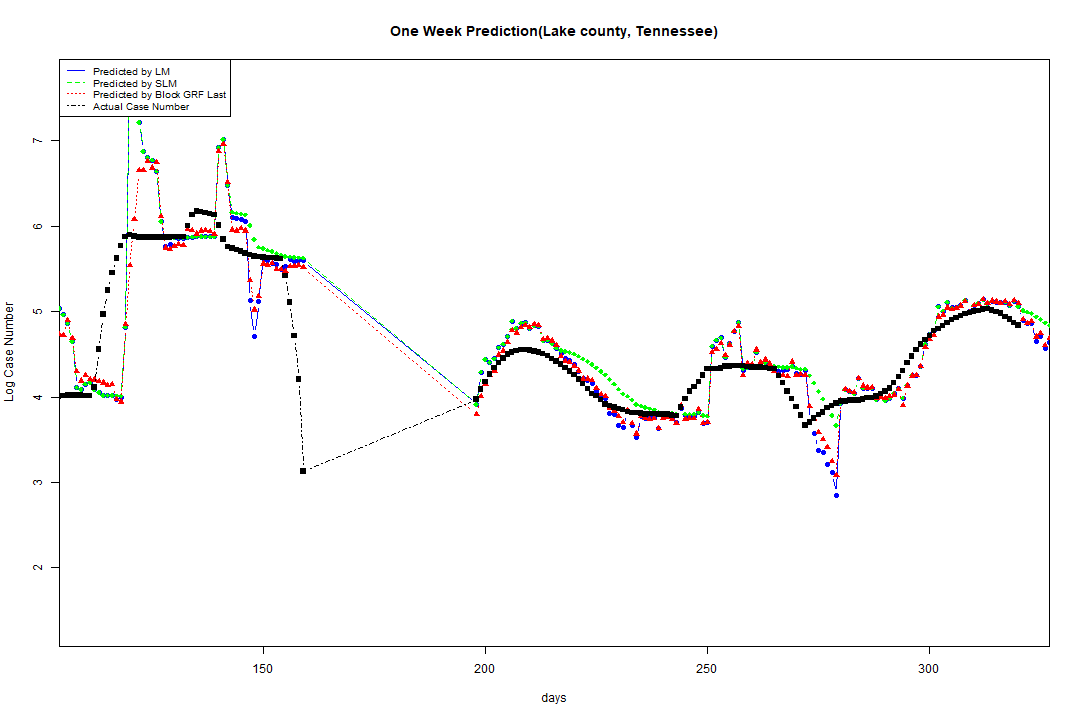 One Week Prediction(Lake county, Tennessee)
Predicted by LM
Predicted by SLM
Predicted by Block GRF Last
Actual Case Number
Log Case Number
7
6
5
4
3
2
150 200 250 300
days